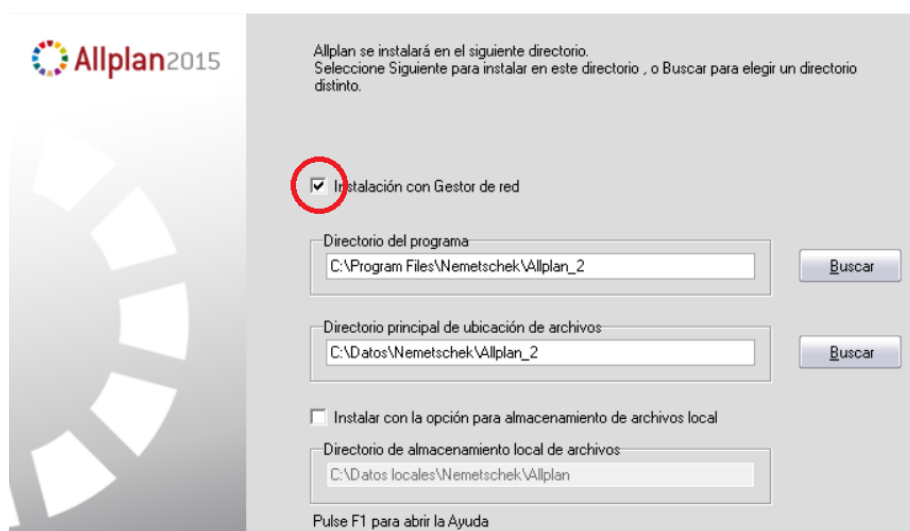 Allplan2015
Allplan se instalará en el siguiente directorio.
Seleccione Siguiente para instalar en este directorio , o Buscar para elegir un directorio
distinto.
Instalación con Gestor de red
Directorio del programa
C:\Program Files\Nemetschek\Allplan_2
Buscar
Directorio principal de ubicación de archivos
C:\Datos\Nemetschek\Allplan_2
Buscar
Instalar con la opción para almacenamiento de archivos local
Directorio de almacenamiento local de archivos
C:\Datos locales\Nemetschek\Allplan
Pulse F1 para abrir la Ayuda